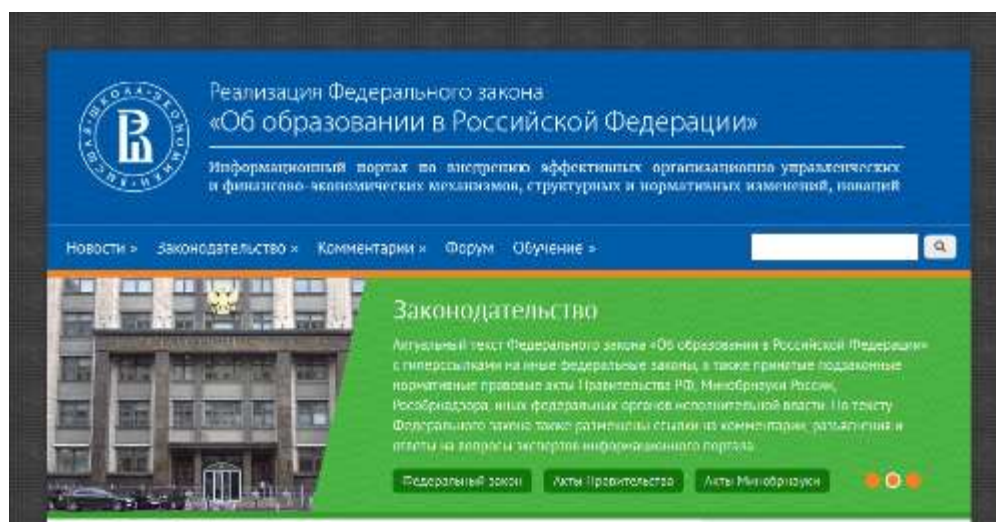 ВЫСШАЯ · ШКОЛА · ЭКОНОМИКИ
Реализация Федерального закона
«Об образовании в Российской Федерации»
Информационный портал по внедрению эффективных организационно управленческих
и финансово-экономических механизмов, структурных и нормативных изменений, новаций
Новости » Законодательство » Комментарии » Форум Обучение »
Законодательство
Актуальный текст Федерального закона «Об образовании в Российской Федерации»
с гиперссылками на иные федеральные законы, а также принятые подзаконные
нормативные правовые акты Правительства РФ, Минобрнауки России,
Рособрнадзора, иных федеральных органов исполнительной власти. По тексту
Федерального закона также размещены ссылки на комментарии, разъяснения и
ответы на вопросы экспертов информационного портала.
Федеральный закон Акты Правительства Акты Минобрнауки